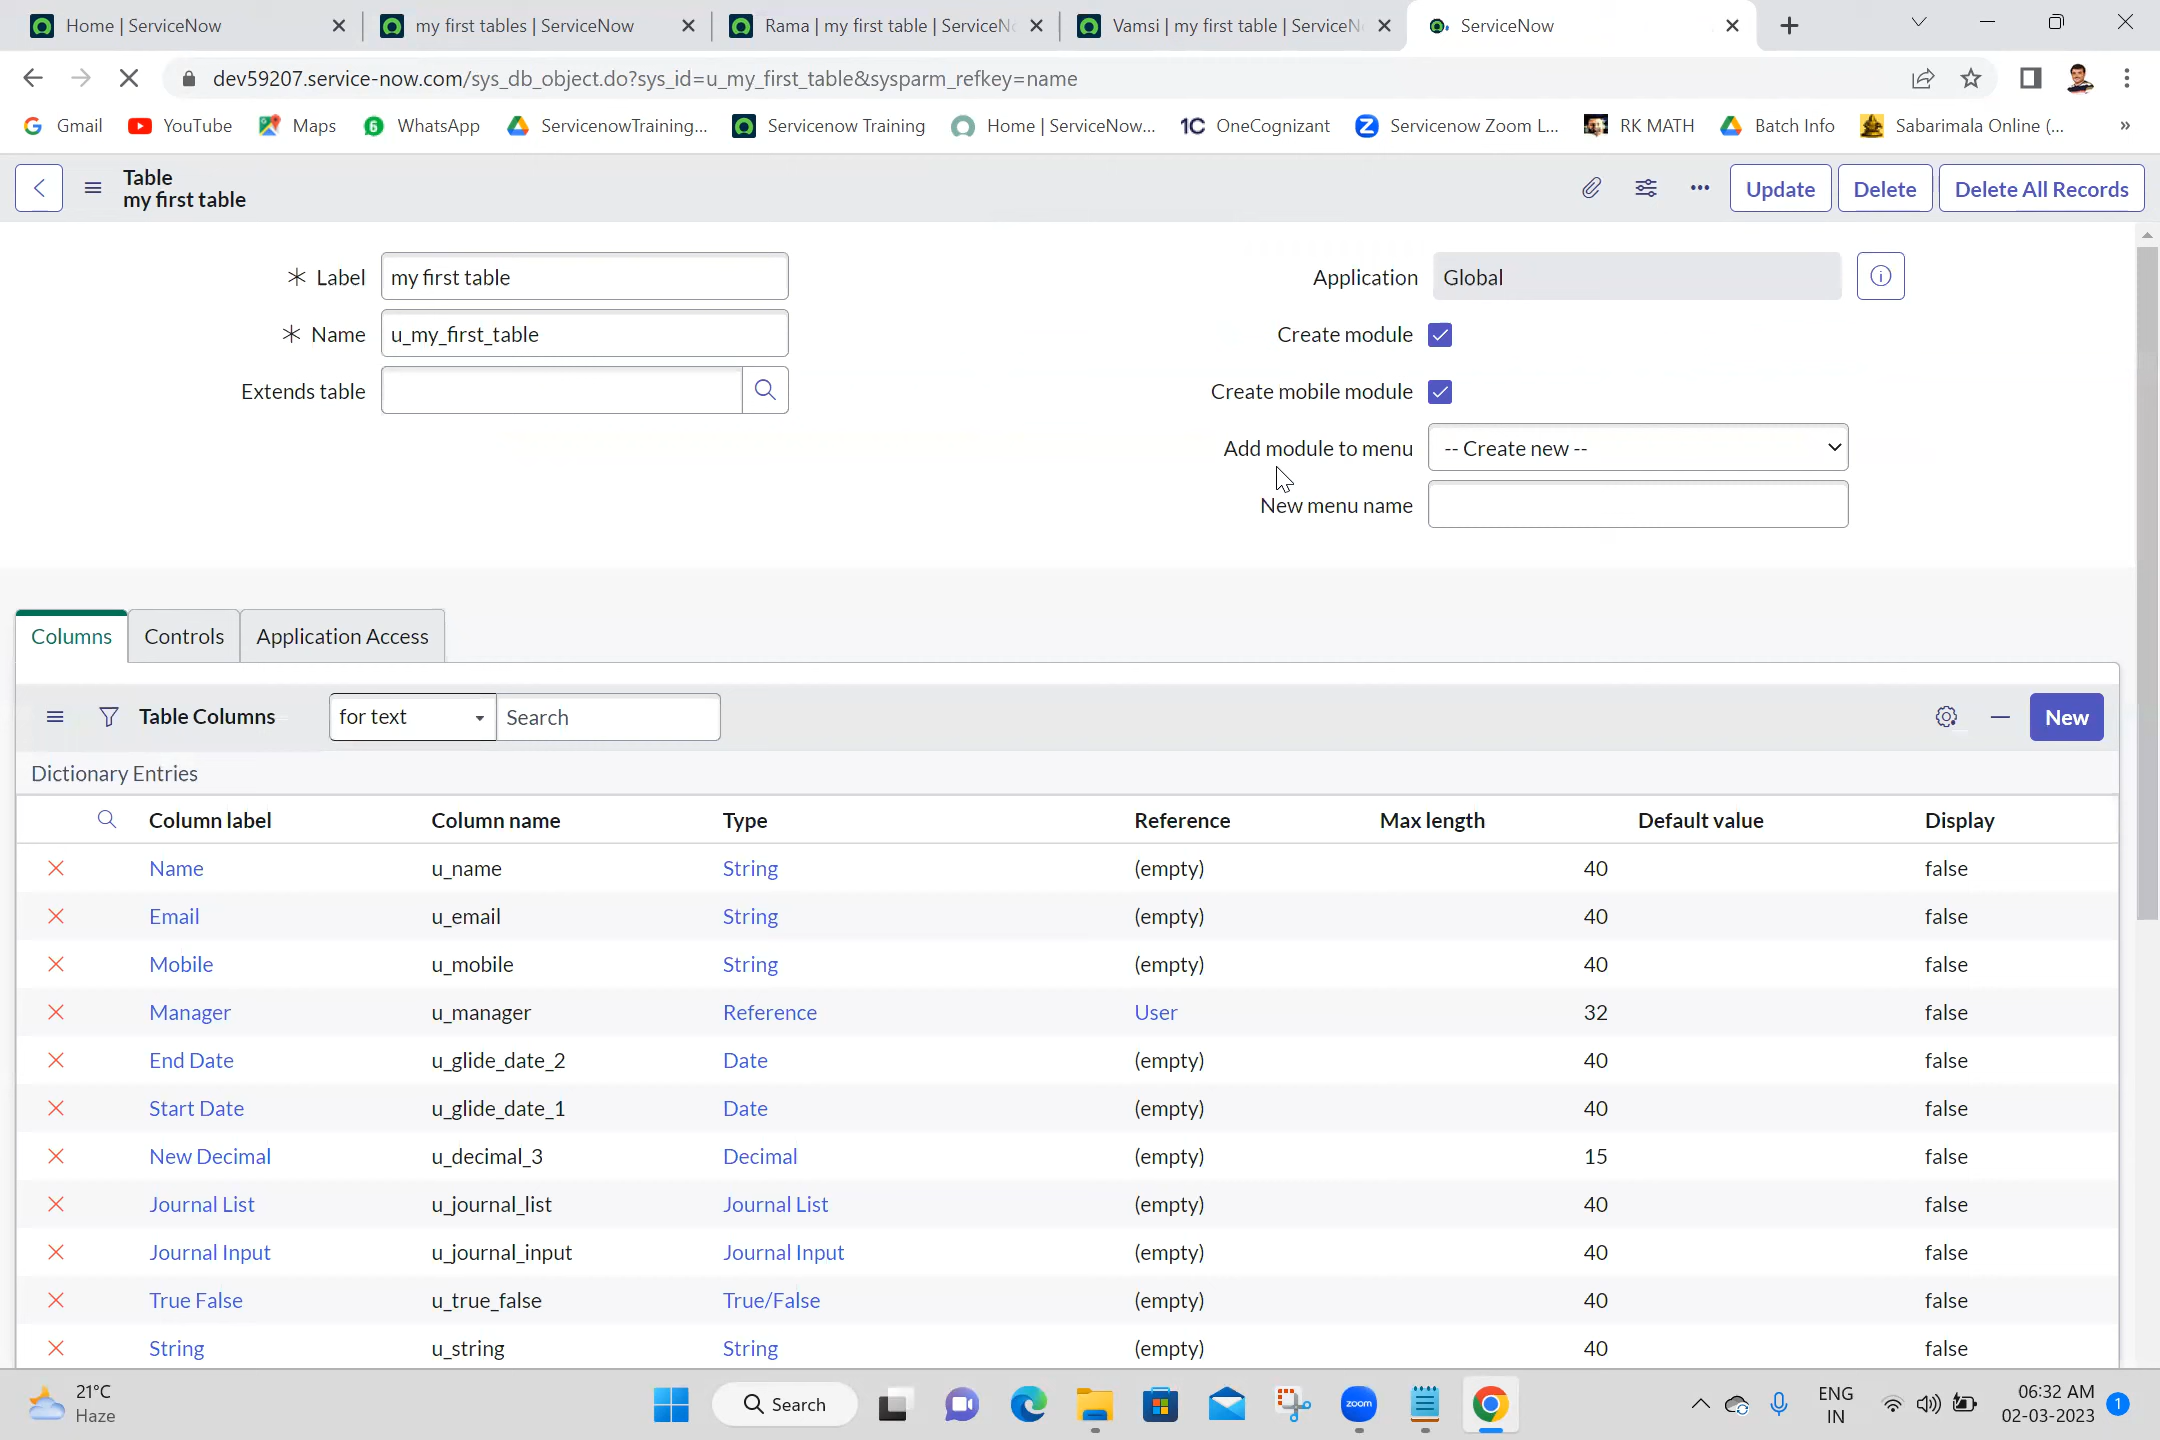 Home | ServiceNow
my first tables | ServiceNow
Rama | my first table | ServiceN
Vamsi | my first table | ServiceN
ServiceNow
dev59207.service-now.com/sys_db_object.do?sys_id=u_my_first_table&sysparm_refkey=name
Gmail YouTube Maps WhatsApp ServicenowTraining... Servicenow Training Home | ServiceNow... 1C OneCognizant Servicenow Zoom L... RK MATH Batch Info Sabarimala Online (... »
Table
my first table
Update Delete Delete All Records
Label my first table
Name u_my_first_table
Extends table
Application Global
Create module
Create mobile module
Add module to menu -- Create new --
New menu name
Columns Controls Application Access
Table Columns for text Search New
Dictionary Entries
Column label Column name Type Reference Max length Default value Display
Name u_name String (empty) 40 false
Email u_email String (empty) 40 false
Mobile u_mobile String (empty) 40 false
Manager u_manager Reference User 32 false
End Date u_glide_date_2 Date (empty) 40 false
Start Date u_glide_date_1 Date (empty) 40 false
New Decimal u_decimal_3 Decimal (empty) 15 false
Journal List u_journal_list Journal List (empty) 40 false
Journal Input u_journal_input Journal Input (empty) 40 false
True False u_true_false True/False (empty) 40 false
String u_string String (empty) 40 false
21°C
Haze
Search
zoom
ENG
IN
06:32 AM
02-03-2023
1